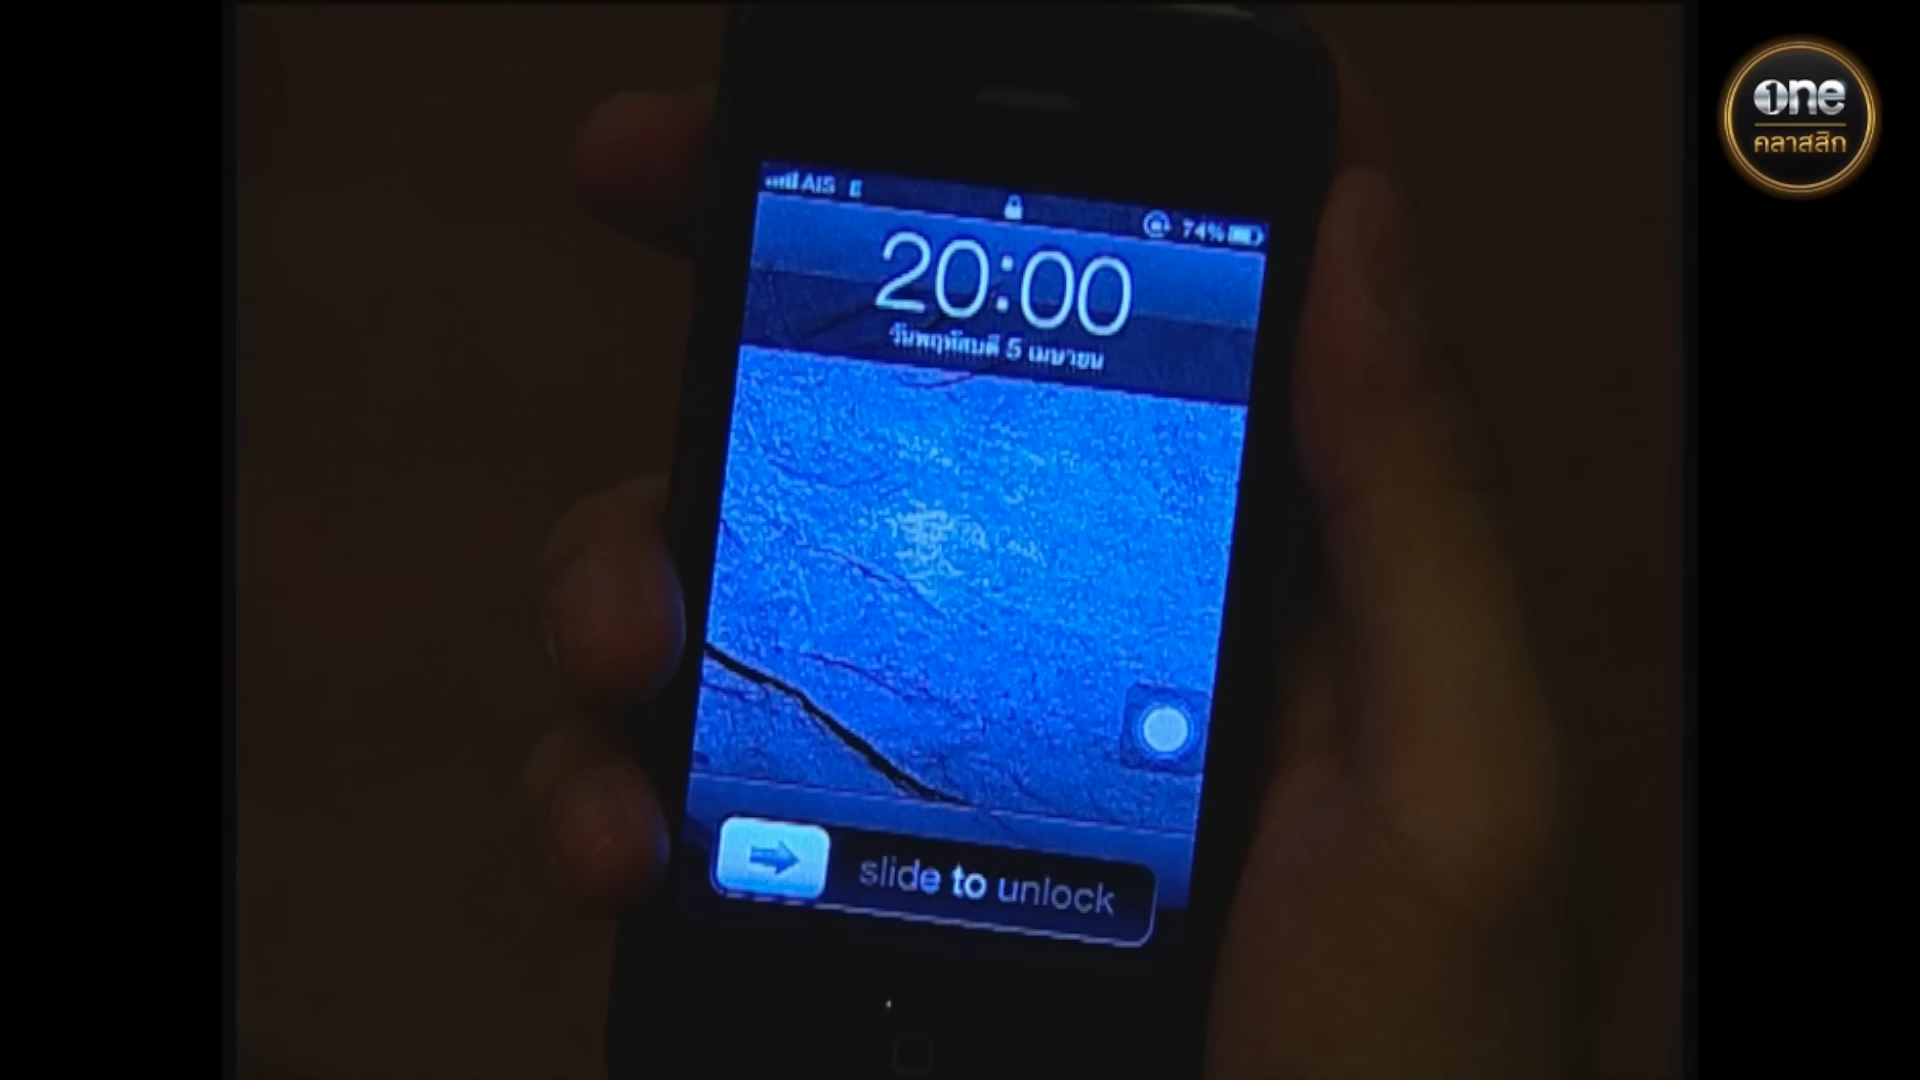 one
คลาสสิก
AIS E
74%
20:00
วันพฤหัสบดี 5 เมษายน
slide to unlock